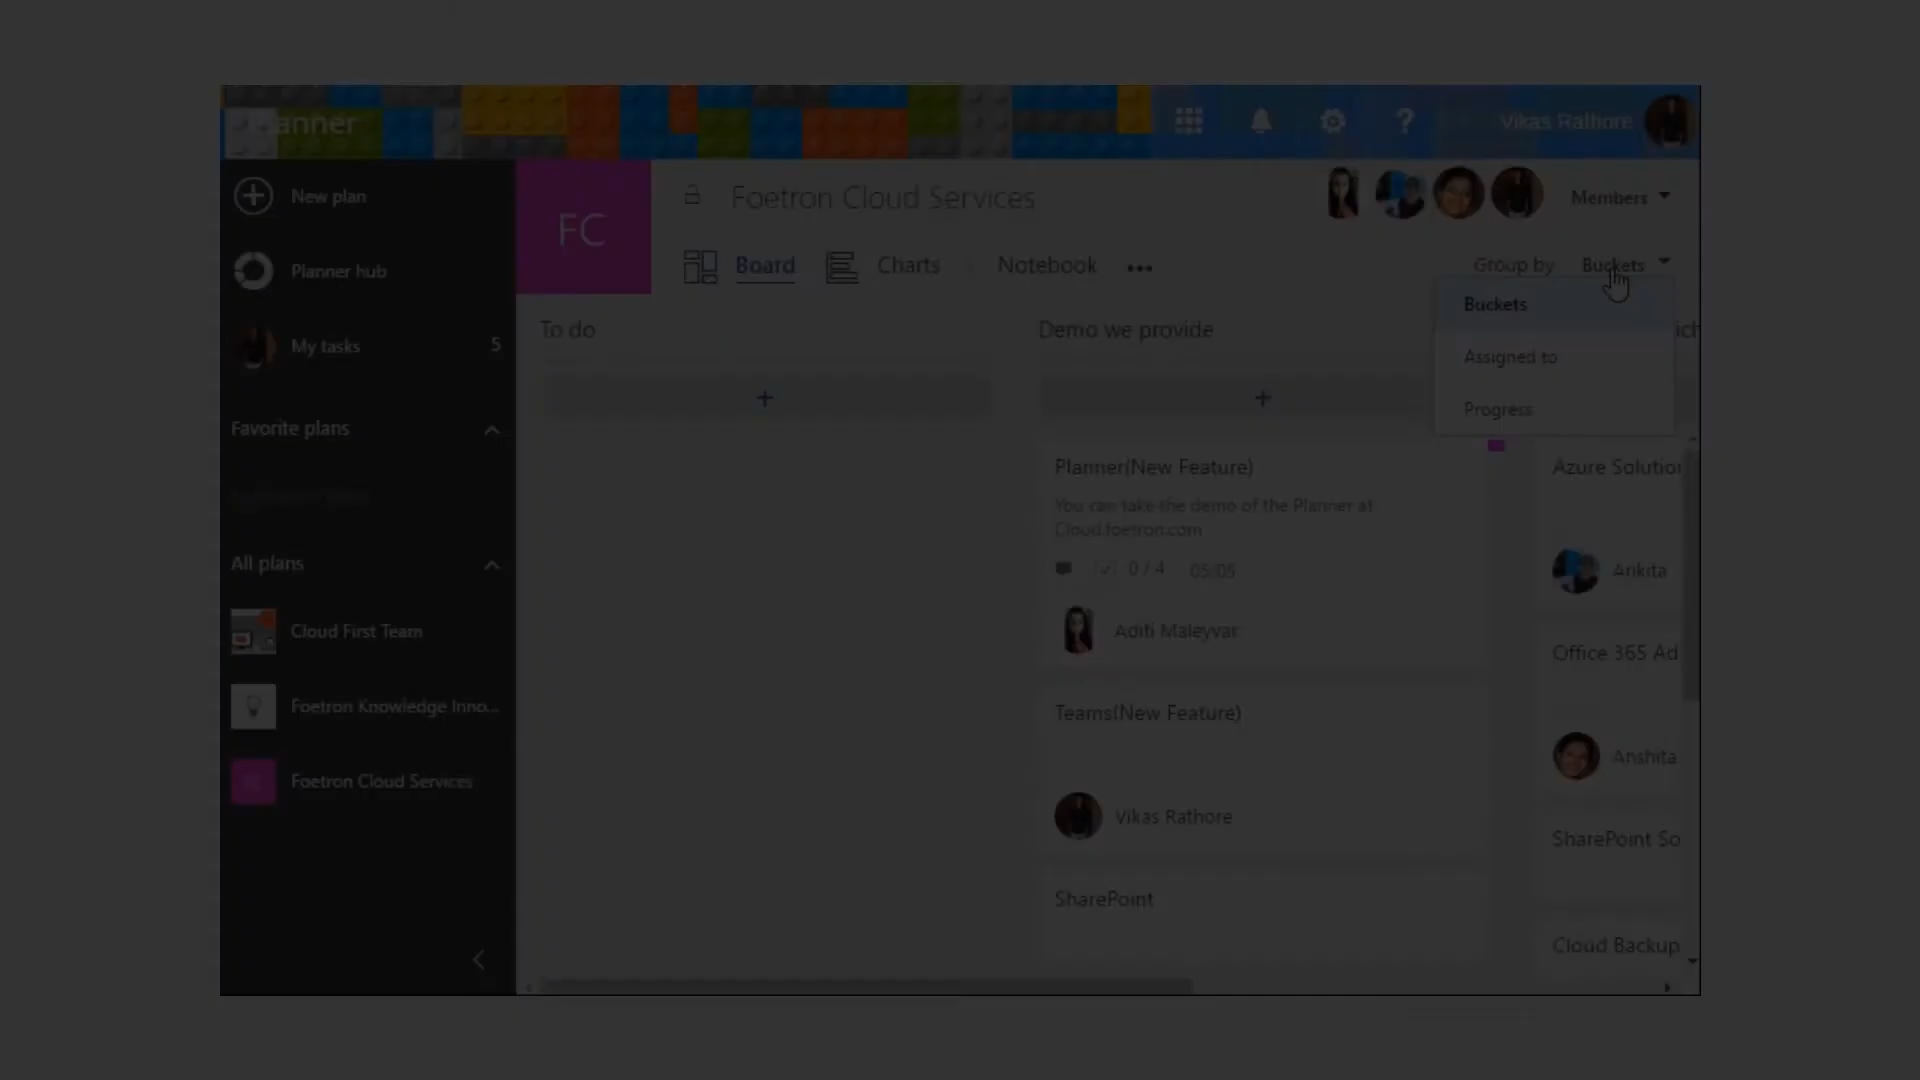 anner
Vikas Rathore
New plan
Planner hub
My tasks 5
Favorite plans
All plans
Cloud First Team
Foetron Knowledge Inno...
Foetron Cloud Services
FC
Foetron Cloud Services
Members
Board
Charts
Notebook
Group by Buckets
Buckets
Assigned to
Progress
To do
+
Demo we provide
+
Planner(New Feature)
You can take the demo of the Planner at
Cloud.foetron.com
0 / 4 05:05
Aditi Maleyvar
Teams(New Feature)
Vikas Rathore
SharePoint
ich
Azure Solution
Ankita
Office 365 Ad
Anshita
SharePoint So
Cloud Backup